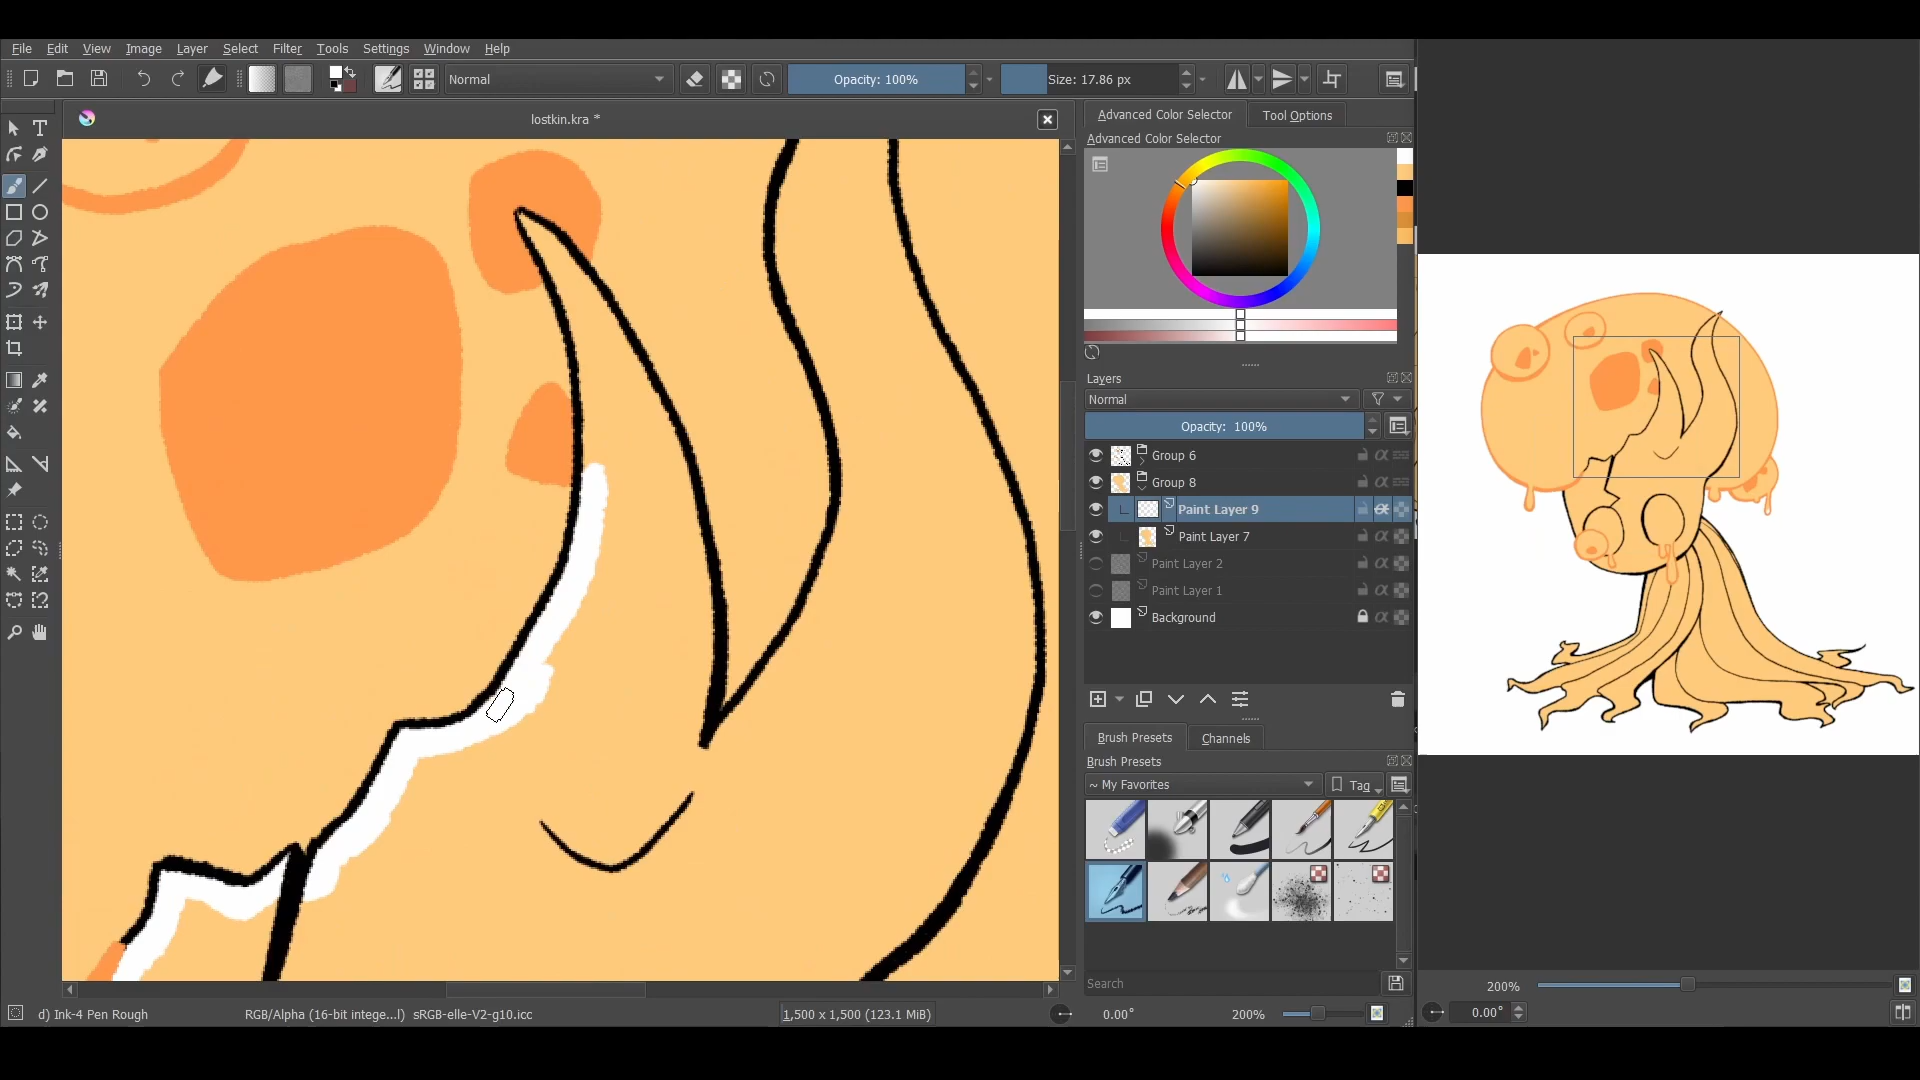 File Edit View Image Layer Select Filter Tools Settings Window Help
Normal
Opacity: 100%
Size: 17.86 px
lostkin.kra *
Advanced Color Selector
Tool Options
Advanced Color Selector
Layers
Normal
Opacity: 100%
Group 6
Group 8
Paint Layer 9
Paint Layer 7
Paint Layer 2
Paint Layer 1
Background
Brush Presets
Channels
Brush Presets
~ My Favorites
Tag
Search
d) Ink-4 Pen Rough
RGB/Alpha (16-bit intege...l) sRGB-elle-V2-g10.icc
1,500 x 1,500 (123.1 MiB)
0.00°
200%
200%
0.00°